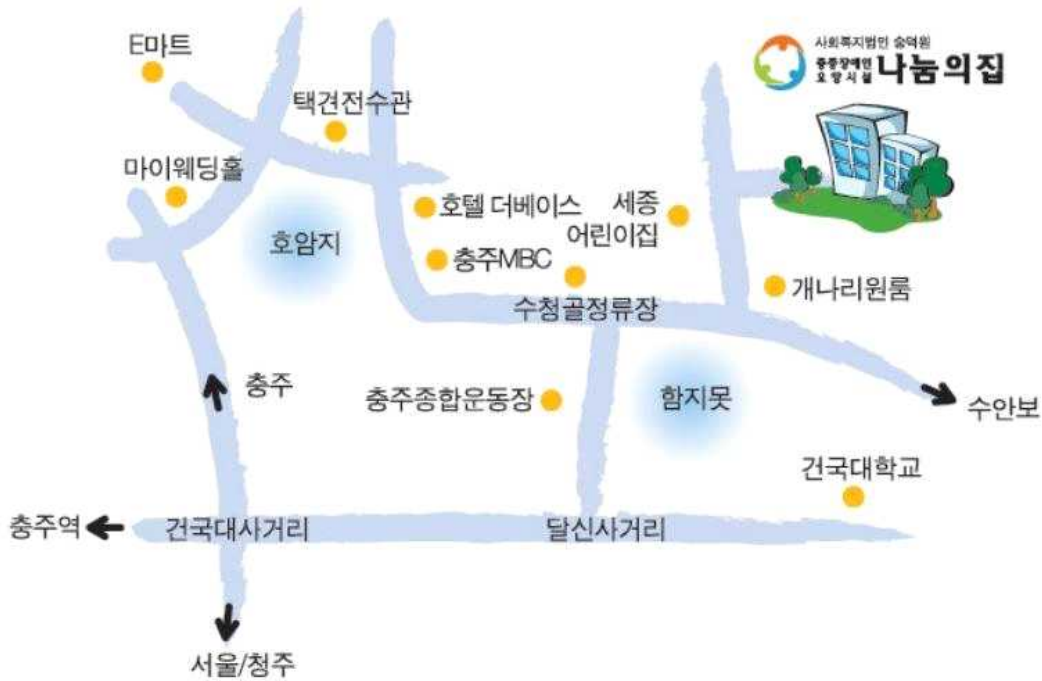 E마트
사회복지법인 숭덕원
중증장애인
요양시설
나눔의집
택견전수관
마이웨딩홀
호텔 더베이스
세종
어린이집
호암지
충주MBC
개나리원룸
수청골정류장
충주
충주종합운동장
함지못
수안보
건국대학교
충주역
건국대사거리
달신사거리
서울/청주